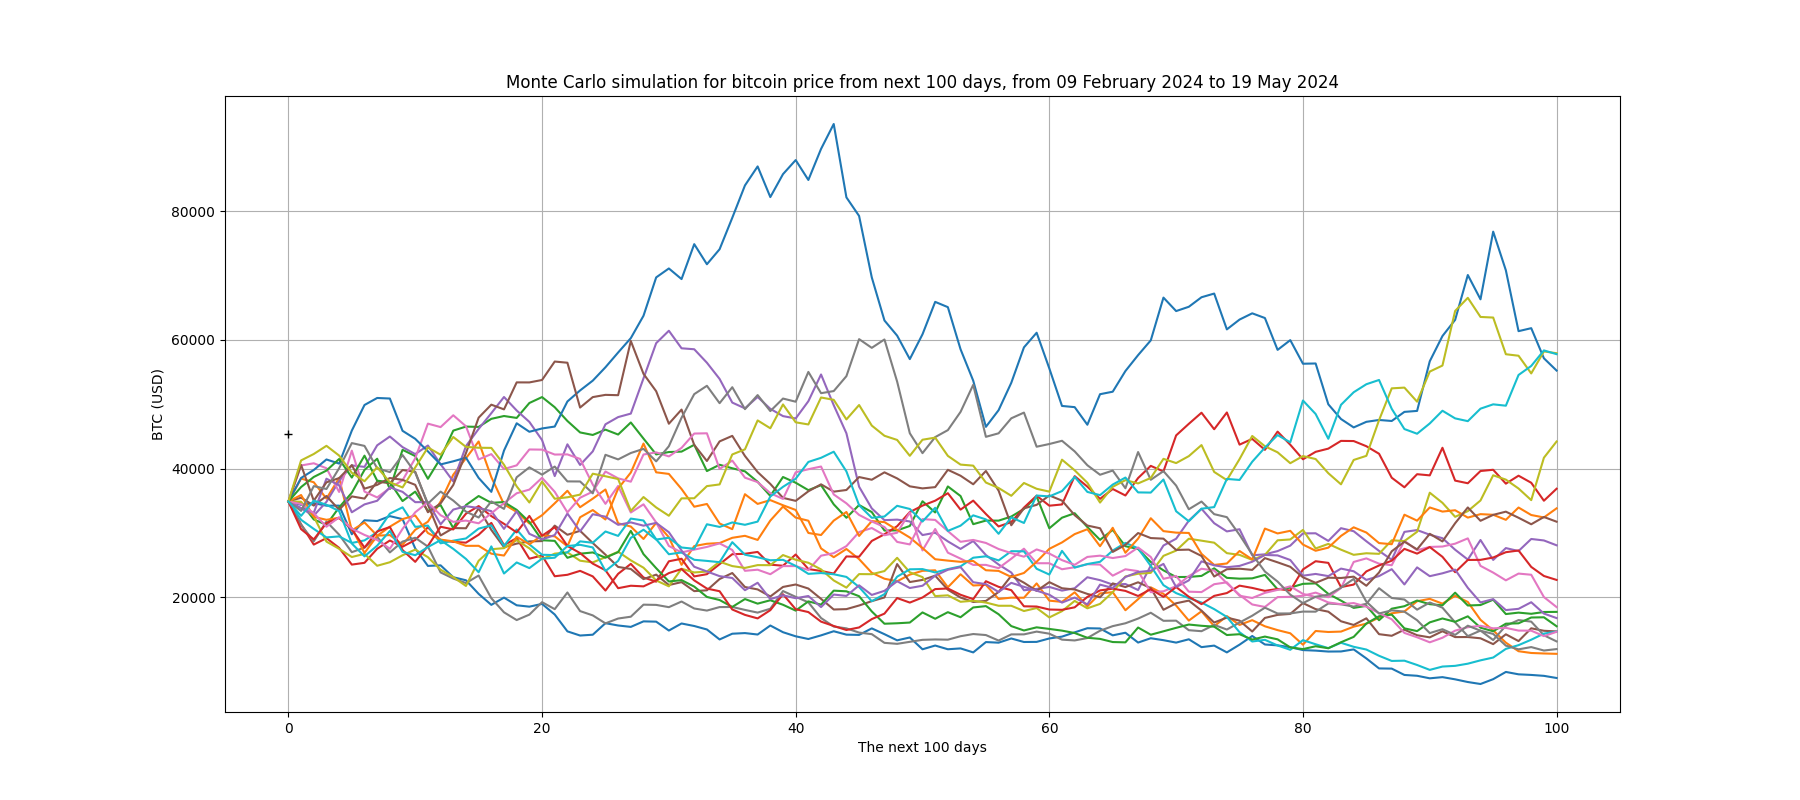 Monte Carlo simulation for bitcoin price from next 100 days, from 09 February 2024 to 19 May 2024
BTC (USD)
80000
60000
40000
20000
0 20 40 60 80 100
The next 100 days